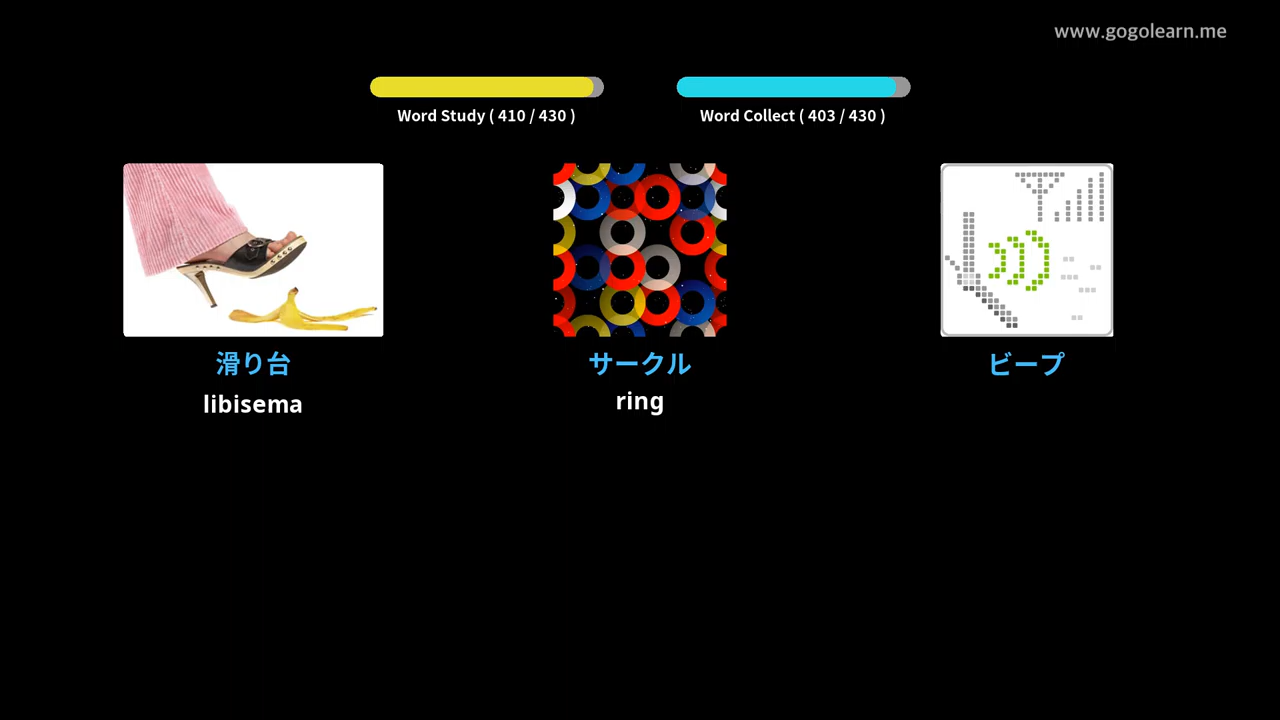 www.gogolearn.me
Word Study ( 410 / 430 )
Word Collect ( 403 / 430 )
滑り台
サークル
ビープ
libisema
ring